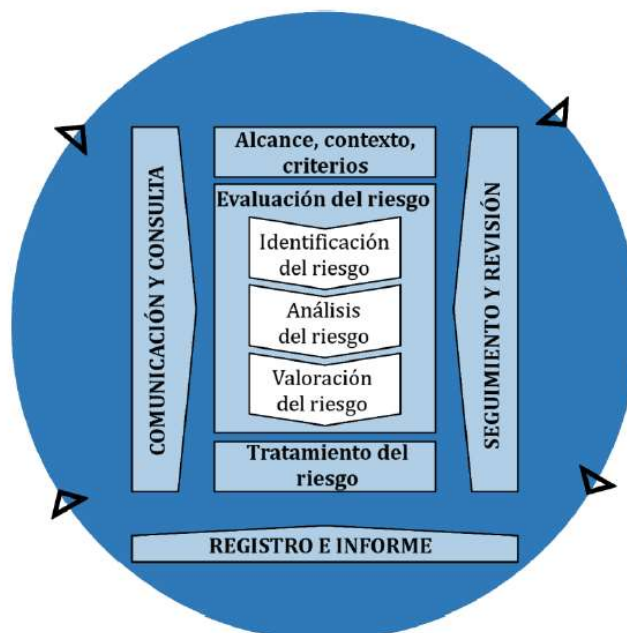 COMUNICACIÓN Y CONSULTA
Alcance, contexto,
criterios
Evaluación del riesgo
Identificación
del riesgo
Análisis
del riesgo
Valoración
del riesgo
Tratamiento del
riesgo
SEGUIMIENTO Y REVISIÓN
REGISTRO E INFORME